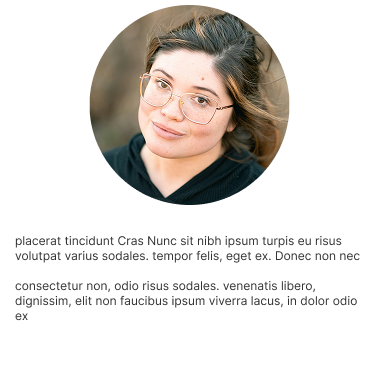 placerat tincidunt Cras Nunc sit nibh ipsum turpis eu risus
volutpat varius sodales. tempor felis, eget ex. Donec non nec
consectetur non, odio risus sodales. venenatis libero,
dignissim, elit non faucibus ipsum viverra lacus, in dolor odio
ex